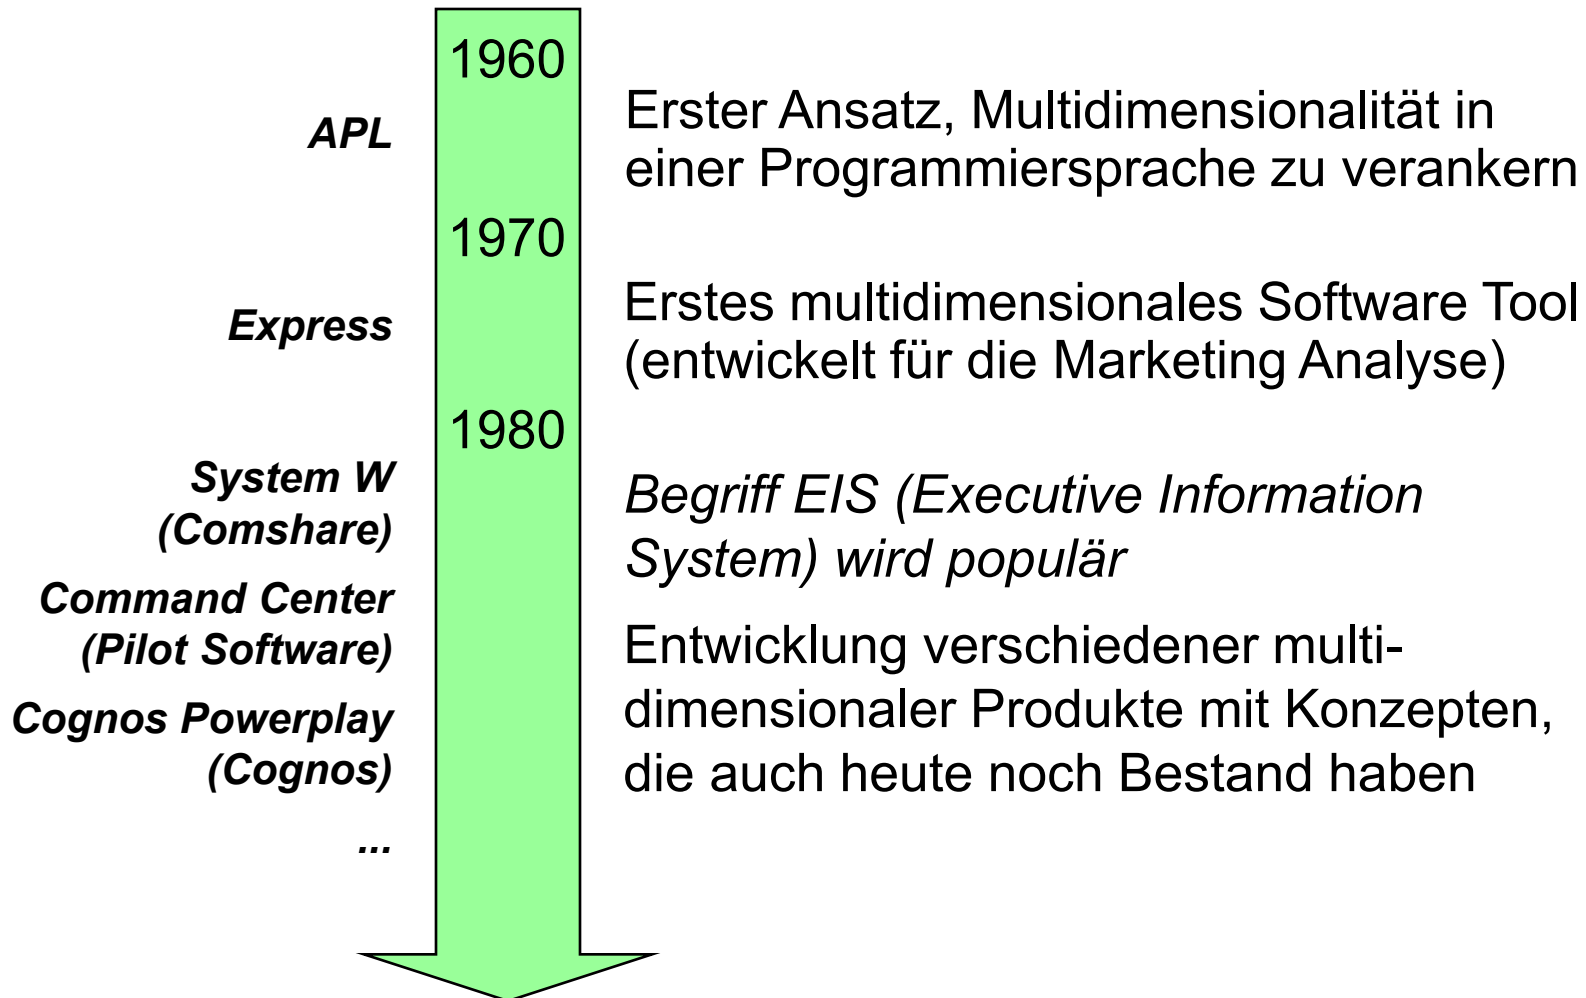 1960
APL
Erster Ansatz, Multidimensionalität in
einer Programmiersprache zu verankern
1970
Express
Erstes multidimensionales Software Tool
(entwickelt für die Marketing Analyse)
1980
System W
(Comshare)
Begriff EIS (Executive Information
System) wird populär
Command Center
(Pilot Software)
Entwicklung verschiedener multi-
dimensionaler Produkte mit Konzepten,
die auch heute noch Bestand haben
Cognos Powerplay
(Cognos)
...